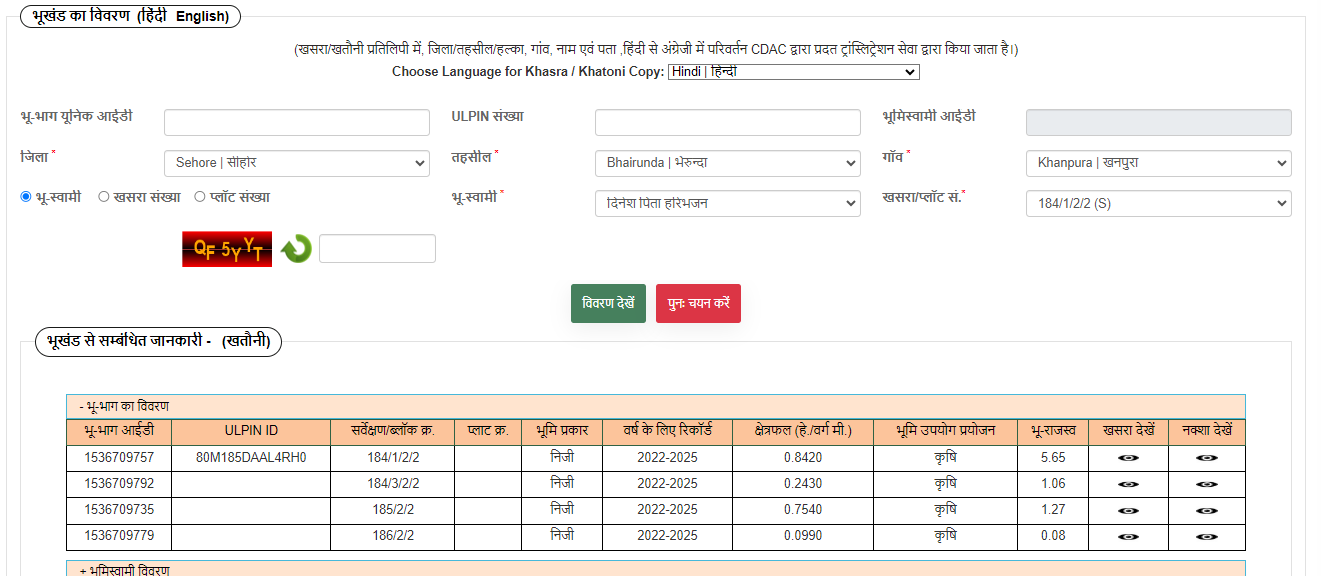 भूखंड का विवरण (हिंदी English)
(खसरा/खतौनी प्रतिलिपी में, जिला/तहसील/हल्का, गांव, नाम एवं पता ,हिंदी से अंग्रेजी में परिवर्तन CDAC द्वारा प्रदत ट्रांस्लिट्रेशन सेवा द्वारा किया जाता है।)
Choose Language for Khasra / Khatoni Copy: Hindi | हिन्दी
भू-भाग यूनिक आईडी ULPIN संख्या भूमिस्वामी आईडी
जिला * Sehore | सीहोर तहसील * Bhairunda | भेरुन्दा गाँव * Khanpura | खनपुरा
भू-स्वामी खसरा संख्या प्लॉट संख्या भू-स्वामी * दिनेश पिता हरिभजन खसरा/प्लॉट सं.* 184/1/2/2 (S)
QF 5Y YT
विवरण देखें पुनः चयन करें
भूखंड से सम्बंधित जानकारी - (खतौनी)
- भू-भाग का विवरण
भू-भाग आईडी ULPIN ID सर्वेक्षण/ब्लॉक क्र. प्लाट क्र. भूमि प्रकार वर्ष के लिए रिकॉर्ड क्षेत्रफल (हे./वर्ग मी.) भूमि उपयोग प्रयोजन भू-राजस्व खसरा देखें नक्शा देखें
1536709757 80M185DAAL4RH0 184/1/2/2 निजी 2022-2025 0.8420 कृषि 5.65
1536709792 184/3/2/2 निजी 2022-2025 0.2430 कृषि 1.06
1536709735 185/2/2 निजी 2022-2025 0.7540 कृषि 1.27
1536709779 186/2/2 निजी 2022-2025 0.0990 कृषि 0.08
+ भूमिस्वामी विवरण